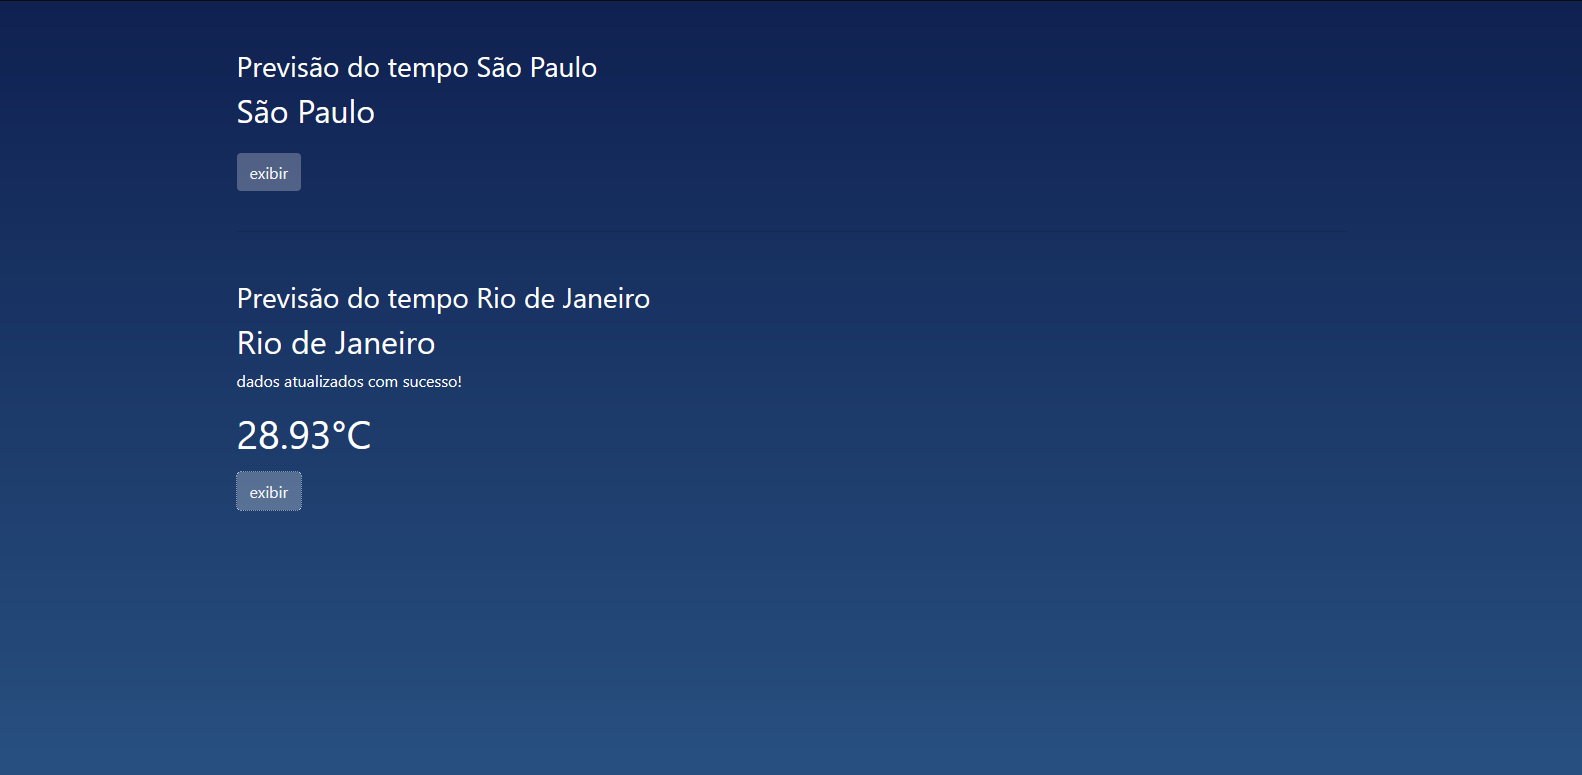 Previsão do tempo São Paulo
São Paulo
exibir
Previsão do tempo Rio de Janeiro
Rio de Janeiro
dados atualizados com sucesso!
28.93°C
exibir